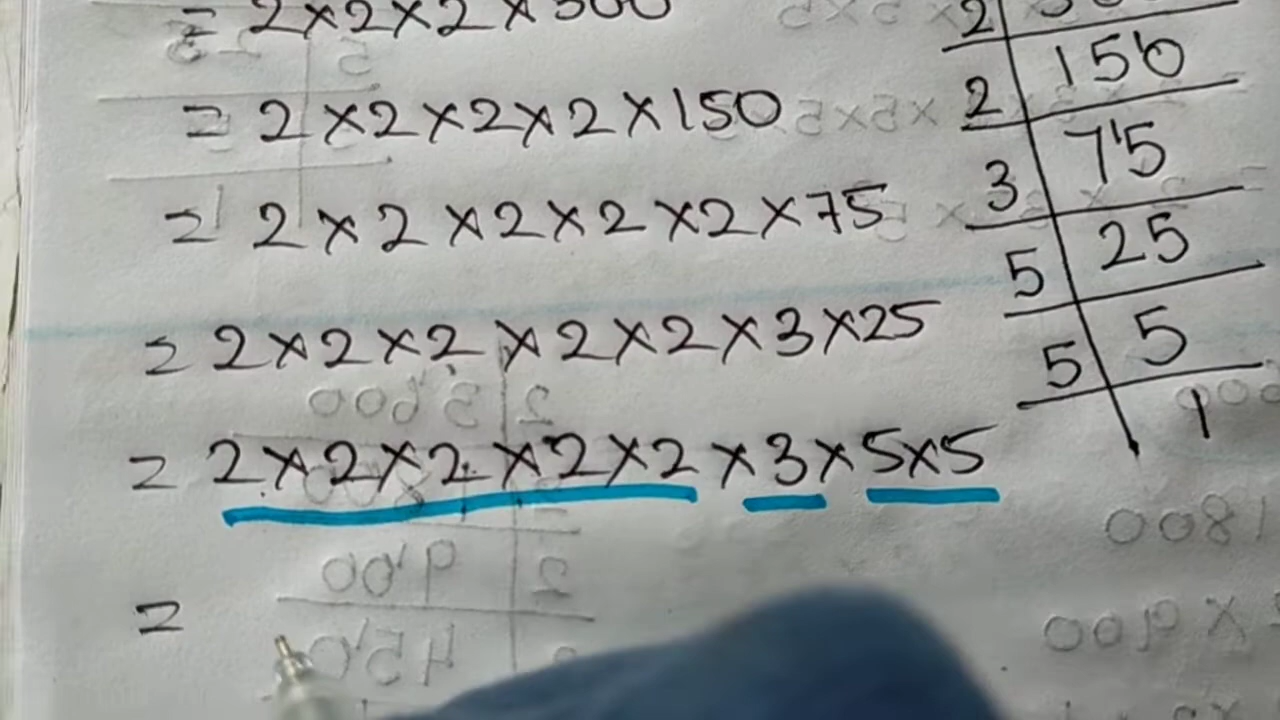 = 2×2×2×300
= 2×2×2×2×150
= 2×2×2×2×2×75
= 2×2×2×2×2×3×25
= 2×2×2×2×2×3×5×5
=
2 | 300
2 | 150
3 | 75
5 | 25
5 | 5
1